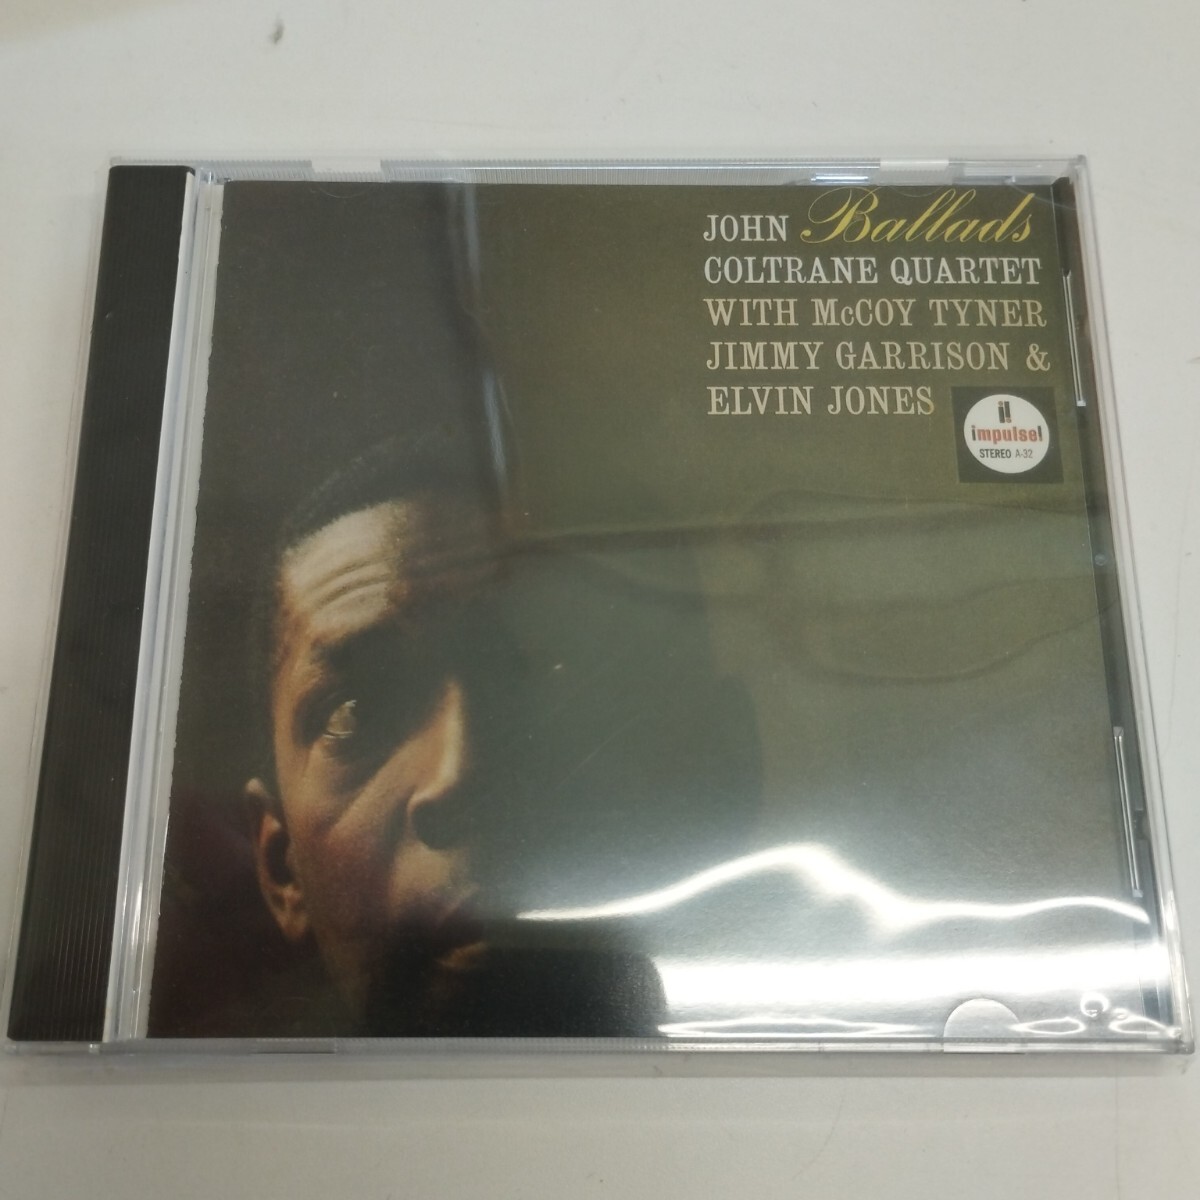 JOHN Ballads
COLTRANE QUARTET
WITH McCOY TYNER
JIMMY GARRISON &
ELVIN JONES
i!
impulse!
STEREO A-32